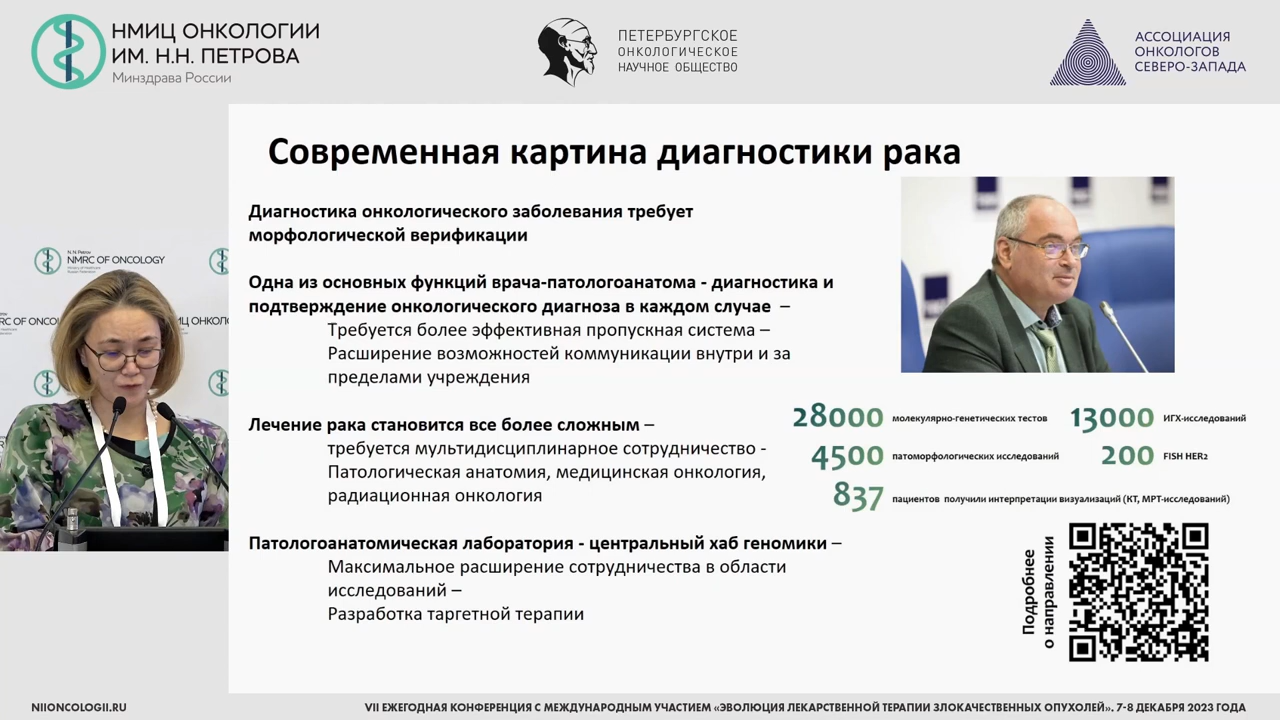 НМИЦ ОНКОЛОГИИ
ИМ. Н.Н. ПЕТРОВА
Минздрава России
ПЕТЕРБУРГСКОЕ
ОНКОЛОГИЧЕСКОЕ
НАУЧНОЕ ОБЩЕСТВО
АССОЦИАЦИЯ
ОНКОЛОГОВ
СЕВЕРО-ЗАПАДА
Современная картина диагностики рака
Диагностика онкологического заболевания требует
морфологической верификации
Одна из основных функций врача-патологоанатома - диагностика и
подтверждение онкологического диагноза в каждом случае –
Требуется более эффективная пропускная система –
Расширение возможностей коммуникации внутри и за
пределами учреждения
Лечение рака становится все более сложным –
требуется мультидисциплинарное сотрудничество -
Патологическая анатомия, медицинская онкология,
радиационная онкология
Патологоанатомическая лаборатория - центральный хаб геномики –
Максимальное расширение сотрудничества в области
исследований –
Разработка таргетной терапии
28000 молекулярно-генетических тестов
13000 ИГХ-исследований
4500 патоморфологических исследований
200 FISH HER2
837 пациентов получили интерпретации визуализаций (КТ, МРТ-исследований)
Подробнее
о направлении
N.N. Petrov
NMRC OF ONCOLOGY
NIIONCOLOGII.RU
VII ЕЖЕГОДНАЯ КОНФЕРЕНЦИЯ С МЕЖДУНАРОДНЫМ УЧАСТИЕМ «ЭВОЛЮЦИЯ ЛЕКАРСТВЕННОЙ ТЕРАПИИ ЗЛОКАЧЕСТВЕННЫХ ОПУХОЛЕЙ». 7-8 ДЕКАБРЯ 2023 ГОДА